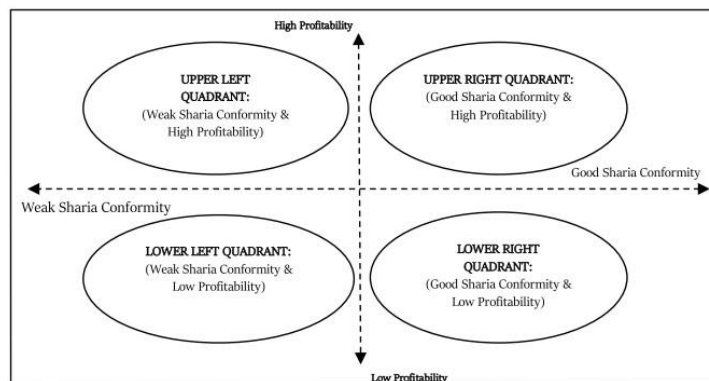 High Profitability
UPPER LEFT
QUADRANT:
(Weak Sharia Conformity &
High Profitability)
UPPER RIGHT QUADRANT:
(Good Sharia Conformity &
High Profitability)
Good Sharia Conformity
Weak Sharia Conformity
LOWER LEFT QUADRANT:
(Weak Sharia Conformity &
Low Profitability)
LOWER RIGHT
QUADRANT:
(Good Sharia Conformity &
Low Profitability)
Low Profitability